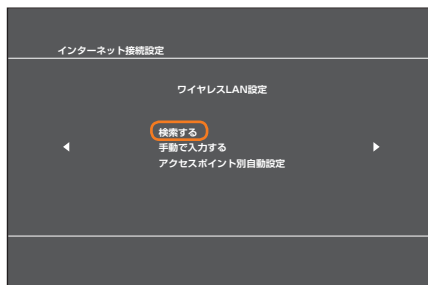 インターネット接続設定
ワイヤレスLAN設定
検索する
手動で入力する
アクセスポイント別自動設定